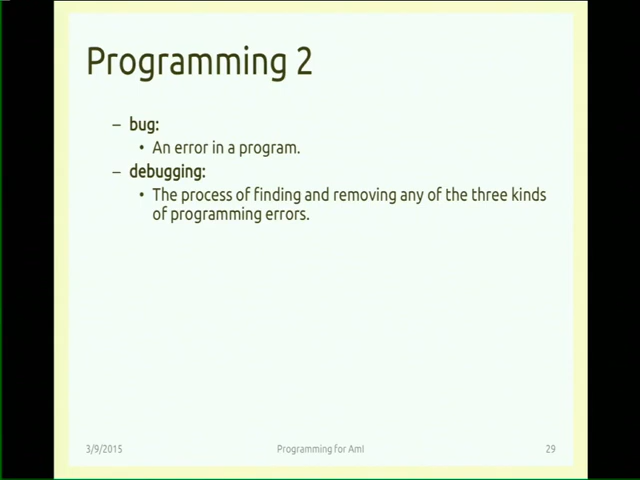 Programming 2
– bug:
• An error in a program.
– debugging:
• The process of finding and removing any of the three kinds
of programming errors.
3/9/2015 Programming for AmI 29